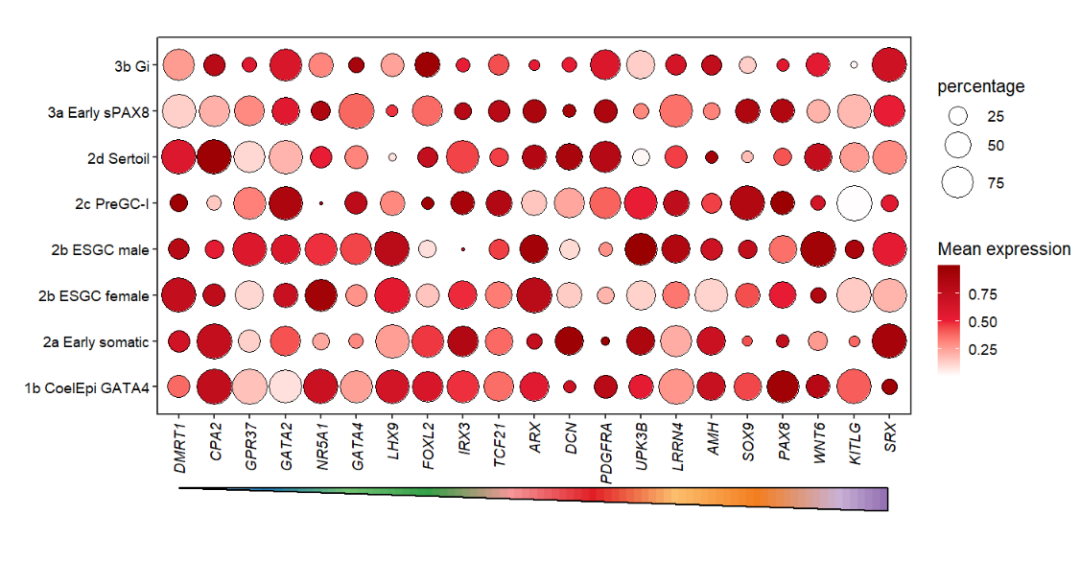 3b Gi
3a Early sPAX8
2d Sertoil
2c PreGC-I
2b ESGC male
2b ESGC female
2a Early somatic
1b CoelEpi GATA4
DMRT1
CPA2
GPR37
GATA2
NR5A1
GATA4
LHX9
FOXL2
IRX3
TCF21
ARX
DCN
PDGFRA
UPK3B
LRRN4
AMH
SOX9
PAX8
WNT6
KITLG
SRX
percentage
25
50
75
Mean expression
0.75
0.50
0.25